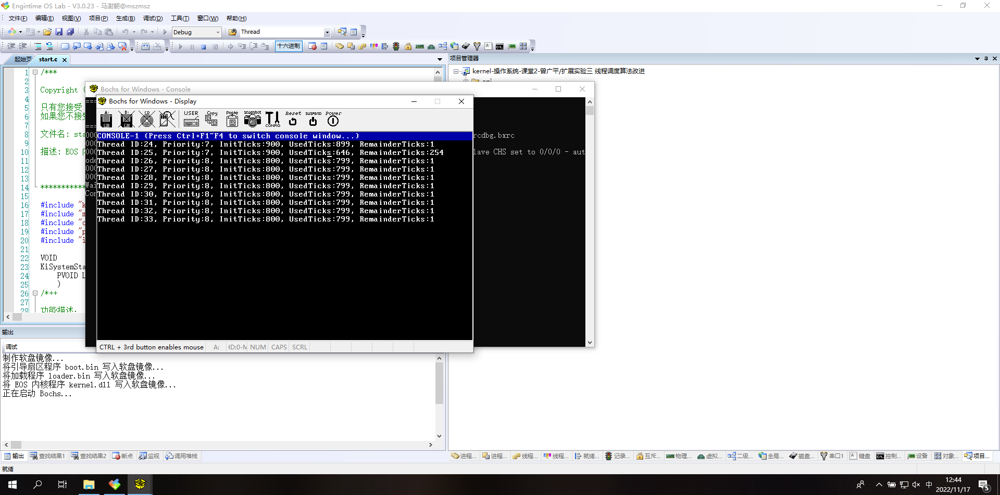 Engintime OS Lab - V3.0.23 - 马澍朝@mszmsz
文件(F) 编辑(E) 视图(V) 项目(P) 生成(B) 调试(D) 工具(T) 窗口(W) 帮助(H)
Debug Thread
十六进制
起始页 start.c
项目管理器
kernel-操作系统-课堂2-曾广平/扩展实验三 线程调度算法改进
1 /***
2
3 Copyright (
4
5 只有您接受
6 如果您不接受
7
8 文件名: sta
9
10 描述: EOS
11
12
13
14 ************
15
16 #include "k
17 #include "m
18 #include "o
19 #include "p
20 #include "i
21
22 VOID
23 KiSystemSta
24 PVOID L
25 )
26 /*++
27
28 功能描述:
Bochs for Windows - Console
rcdbg.bxrc
lave CHS set to 0/0/0 - aut
Bochs for Windows - Display
A: B: CD USER Copy Paste Snapshot CONFIG Reset SUSPEND Power
CONSOLE-1 (Press Ctrl+F1~F4 to switch console window...)
Thread ID:24, Priority:7, InitTicks:900, UsedTicks:899, RemainderTicks:1
Thread ID:25, Priority:7, InitTicks:900, UsedTicks:646, RemainderTicks:254
Thread ID:26, Priority:8, InitTicks:800, UsedTicks:799, RemainderTicks:1
Thread ID:27, Priority:8, InitTicks:800, UsedTicks:799, RemainderTicks:1
Thread ID:28, Priority:8, InitTicks:800, UsedTicks:799, RemainderTicks:1
Thread ID:29, Priority:8, InitTicks:800, UsedTicks:799, RemainderTicks:1
Thread ID:30, Priority:8, InitTicks:800, UsedTicks:799, RemainderTicks:1
Thread ID:31, Priority:8, InitTicks:800, UsedTicks:799, RemainderTicks:1
Thread ID:32, Priority:8, InitTicks:800, UsedTicks:799, RemainderTicks:1
Thread ID:33, Priority:8, InitTicks:800, UsedTicks:799, RemainderTicks:1
CTRL + 3rd button enables mouse A: HD:0-M NUM CAPS SCRL
输出
调试
制作软盘镜像...
将引导扇区程序 boot.bin 写入软盘镜像...
将加载程序 loader.bin 写入软盘镜像...
将 EOS 内核程序 kernel.dll 写入软盘镜像...
正在启动 Bochs...
输出 查找结果1 查找结果2 断点 监视 调用堆栈
进程... 进程... 线程... 线程... 就绪... 记录... 互斥... 物理... 虚拟... 二级... 全局... 磁盘... 串口1 键盘 控制... 设备 对象... 项目...
就绪
中 12:44
2022/11/17
5